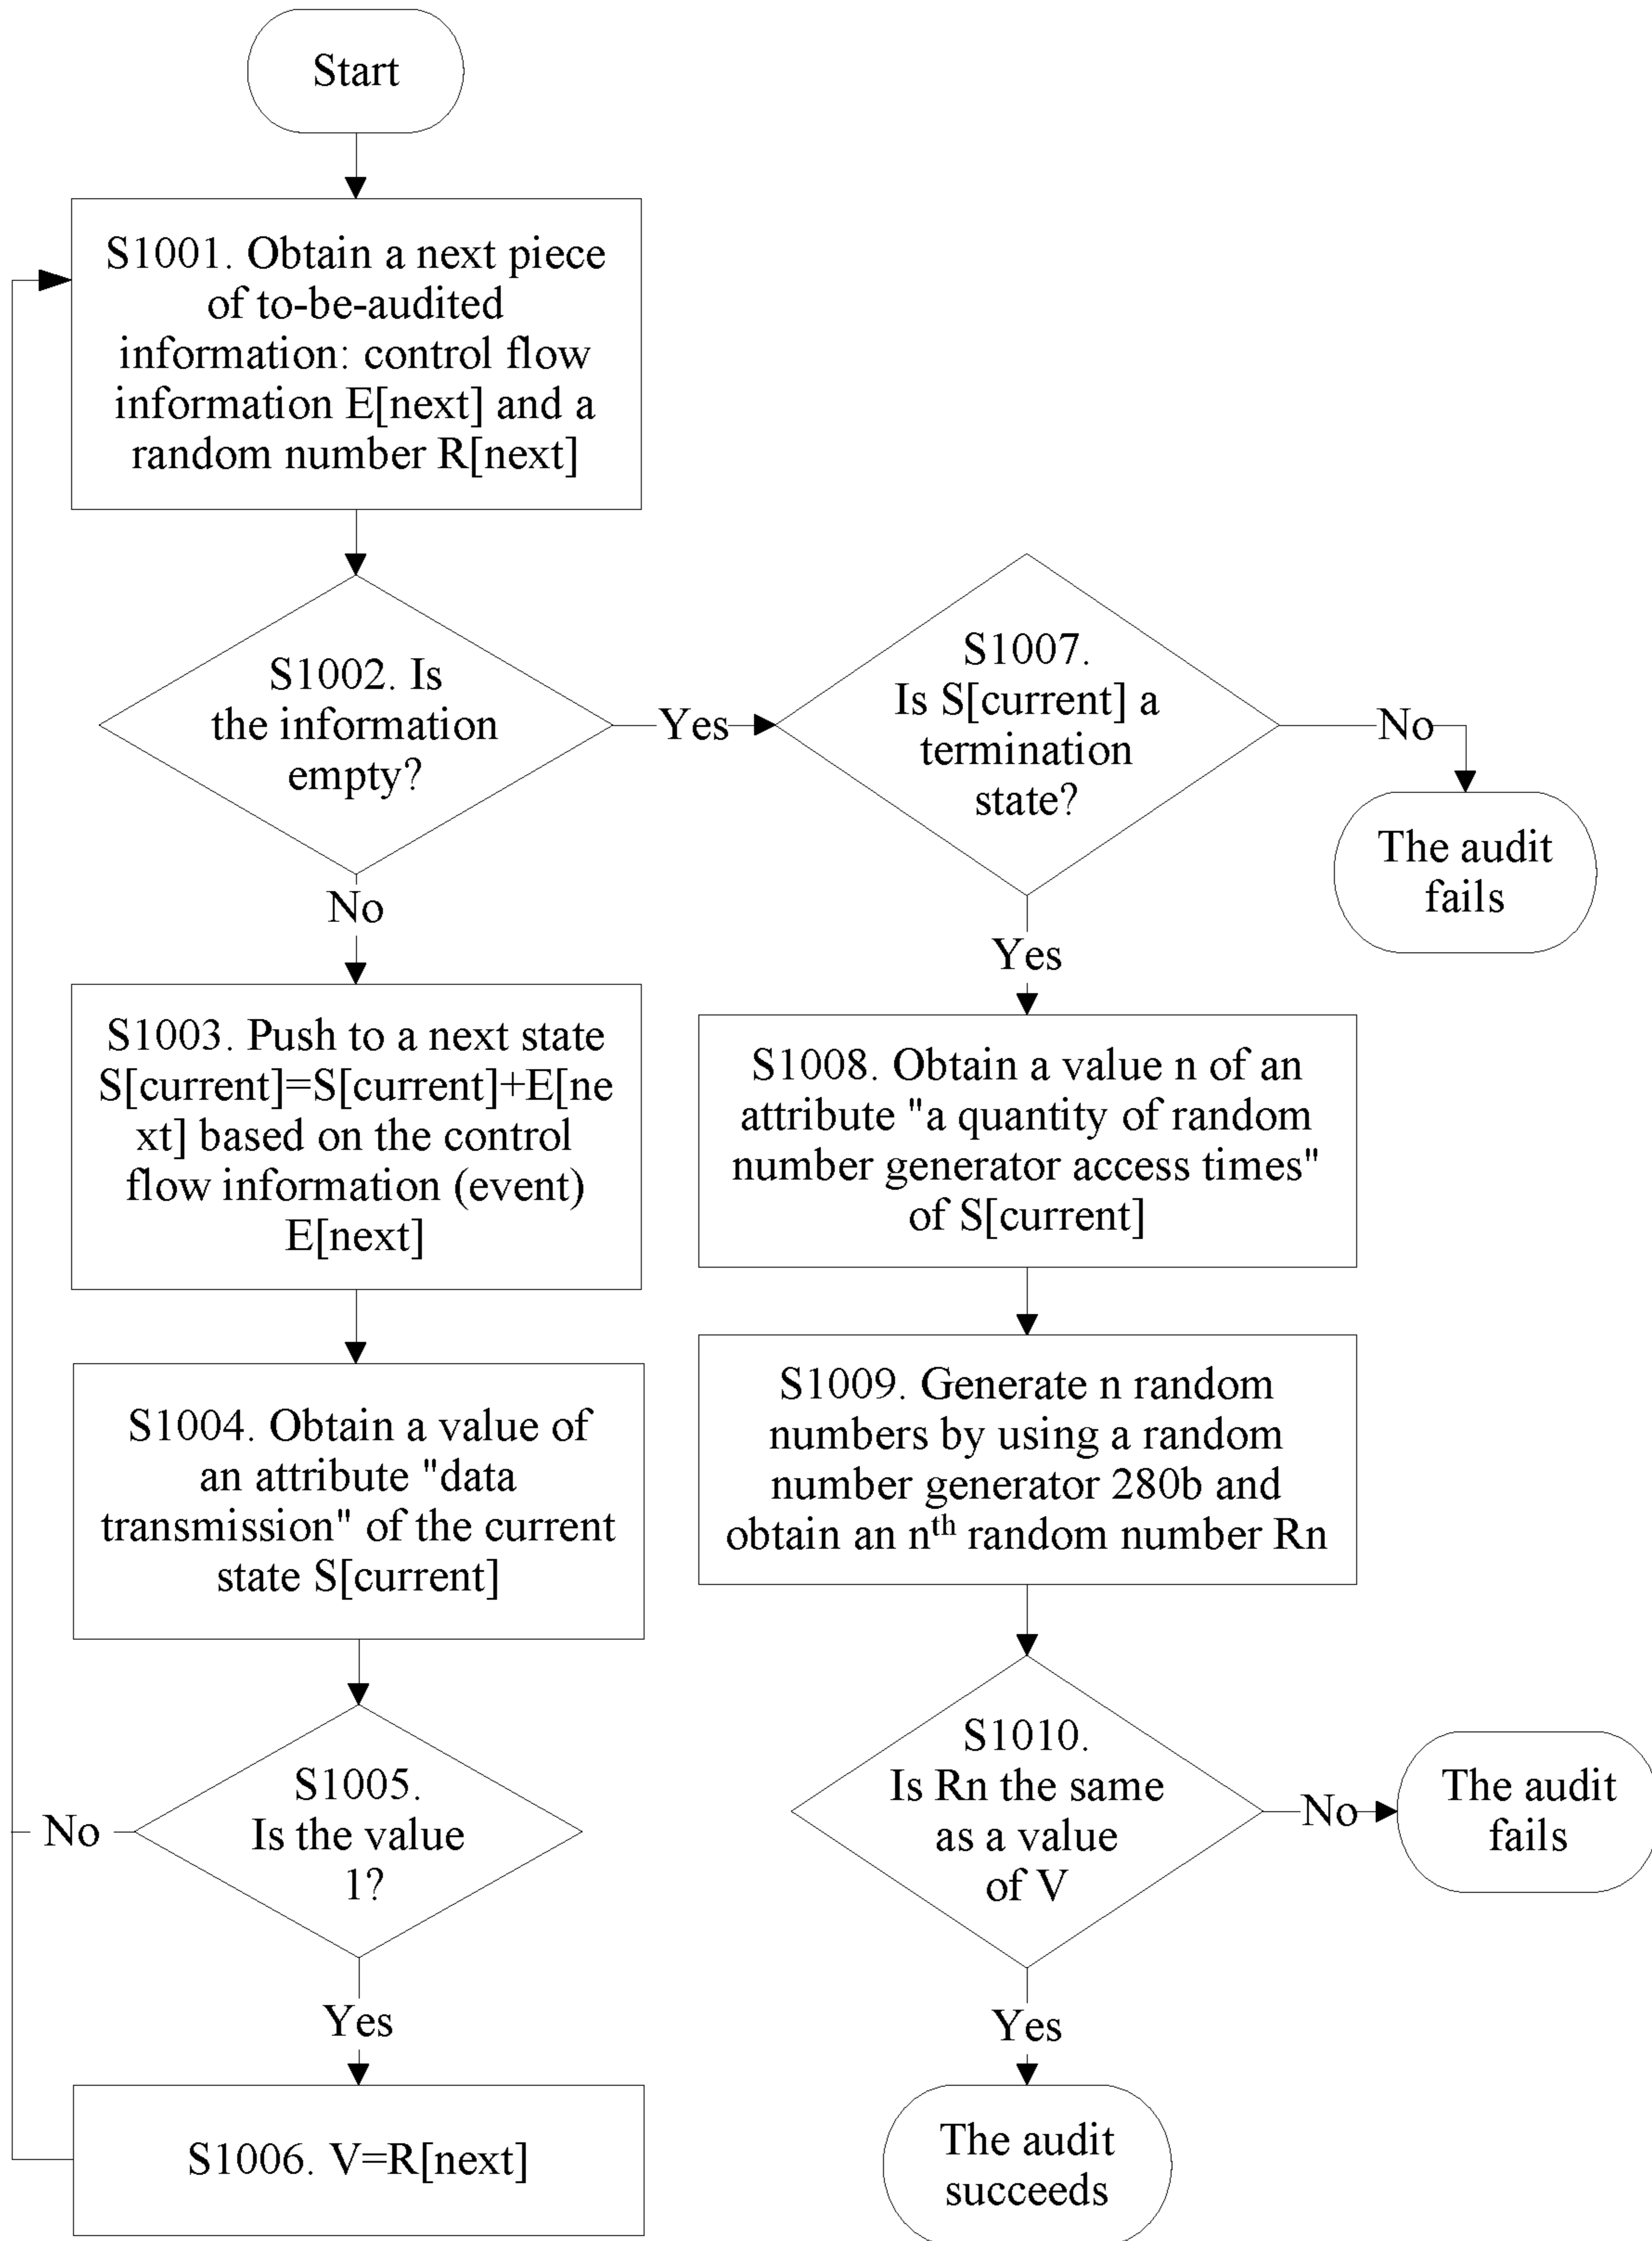 Start
S1001. Obtain a next piece
of to-be-audited
information: control flow
information E[next] and a
random number R[next]
S1002. Is
the information
empty?
Yes
No
S1003. Push to a next state
S[current]=S[current]+E[ne
xt] based on the control
flow information (event)
E[next]
S1004. Obtain a value of
an attribute "data
transmission" of the current
state S[current]
S1005.
Is the value
1?
No
Yes
S1006. V=R[next]
S1007.
Is S[current] a
termination
state?
No
The audit
fails
Yes
S1008. Obtain a value n of an
attribute "a quantity of random
number generator access times"
of S[current]
S1009. Generate n random
numbers by using a random
number generator 280b and
obtain an nth random number Rn
S1010.
Is Rn the same
as a value
of V
No
The audit
fails
Yes
The audit
succeeds